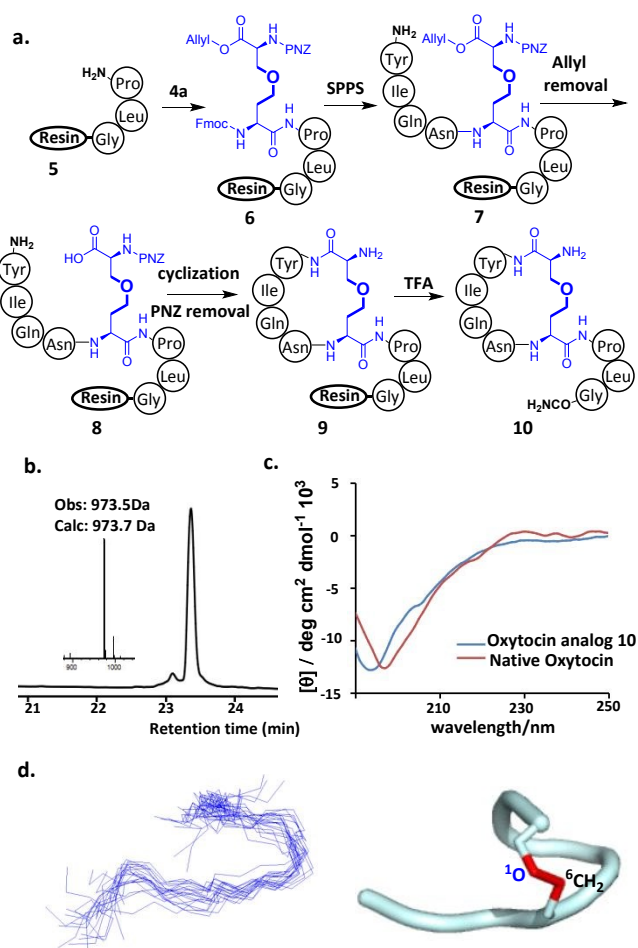 a.
H₂N
Pro
Leu
Gly
Resin
5
4a
Allyl
O
O
N
H
PNZ
O
Fmoc
N
H
O
H
N
Pro
Leu
Gly
Resin
6
SPPS
NH₂
Tyr
Ile
Gln
Asn
Allyl
O
O
H
N
PNZ
O
N
H
O
H
N
Pro
Leu
Gly
Resin
7
Allyl
removal
NH₂
Tyr
Ile
Gln
Asn
HO
O
H
N
PNZ
O
N
H
O
H
N
Pro
Leu
Gly
Resin
8
cyclization
PNZ removal
Tyr
Ile
Gln
Asn
O
N
H
NH₂
O
N
H
O
H
N
Pro
Leu
Gly
Resin
9
TFA
Tyr
Ile
Gln
Asn
O
N
H
NH₂
O
N
H
O
H
N
Pro
Leu
Gly
H₂NCO
10
b.
Obs: 973.5Da
Calc: 973.7 Da
900 1000
21 22 23 24
Retention time (min)
c.
[θ] / deg cm² dmol⁻¹ 10³
5
0
-5
-10
-15
Oxytocin analog 10
Native Oxytocin
210 230 250
wavelength/nm
d.
¹O
⁶CH₂